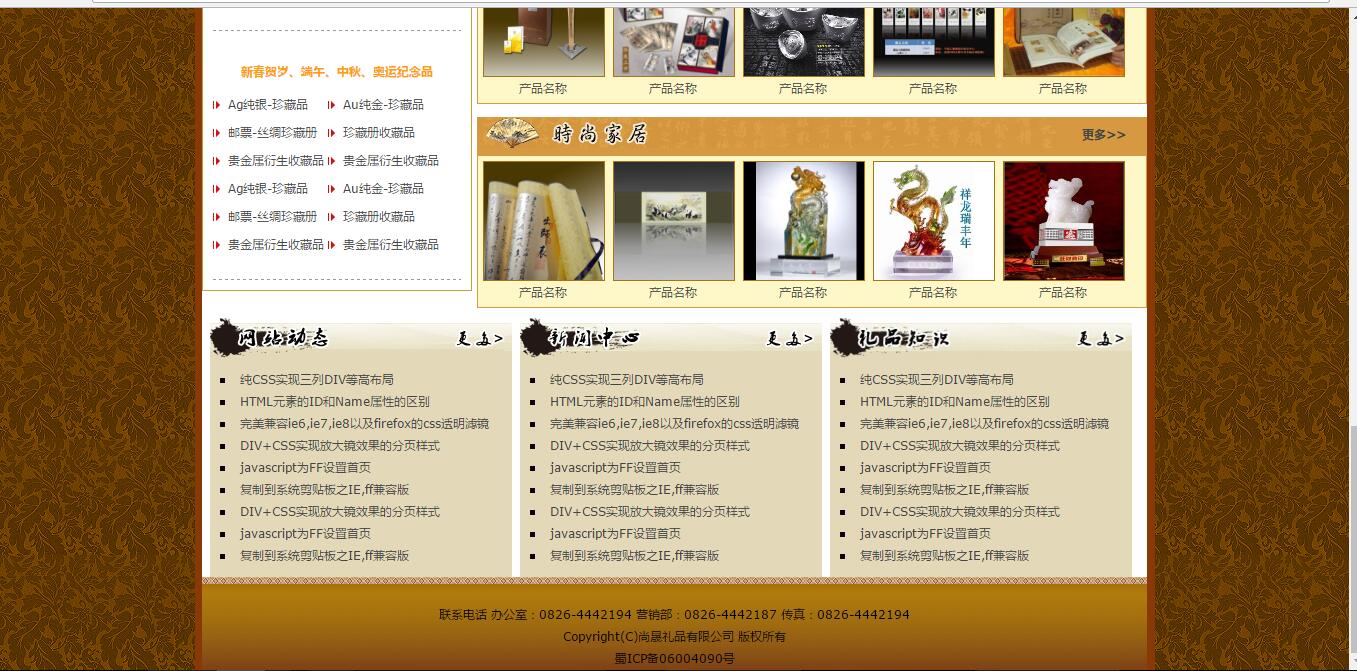 产品名称 产品名称 产品名称 产品名称 产品名称
新春贺岁、端午、中秋、奥运纪念品
Ag纯银-珍藏品 Au纯金-珍藏品
邮票-丝绸珍藏册 珍藏册收藏品
贵金属衍生收藏品 贵金属衍生收藏品
Ag纯银-珍藏品 Au纯金-珍藏品
邮票-丝绸珍藏册 珍藏册收藏品
贵金属衍生收藏品 贵金属衍生收藏品
時尚家居 更多>>
出師表
祥龙瑞丰年
产品名称 产品名称 产品名称 产品名称 产品名称
网站动态 更多>
纯CSS实现三列DIV等高布局
HTML元素的ID和Name属性的区别
完美兼容ie6,ie7,ie8以及firefox的css透明滤镜
DIV+CSS实现放大镜效果的分页样式
javascript为FF设置首页
复制到系统剪贴板之IE,ff兼容版
DIV+CSS实现放大镜效果的分页样式
javascript为FF设置首页
复制到系统剪贴板之IE,ff兼容版
新闻中心 更多>
纯CSS实现三列DIV等高布局
HTML元素的ID和Name属性的区别
完美兼容ie6,ie7,ie8以及firefox的css透明滤镜
DIV+CSS实现放大镜效果的分页样式
javascript为FF设置首页
复制到系统剪贴板之IE,ff兼容版
DIV+CSS实现放大镜效果的分页样式
javascript为FF设置首页
复制到系统剪贴板之IE,ff兼容版
礼品知识 更多>
纯CSS实现三列DIV等高布局
HTML元素的ID和Name属性的区别
完美兼容ie6,ie7,ie8以及firefox的css透明滤镜
DIV+CSS实现放大镜效果的分页样式
javascript为FF设置首页
复制到系统剪贴板之IE,ff兼容版
DIV+CSS实现放大镜效果的分页样式
javascript为FF设置首页
复制到系统剪贴板之IE,ff兼容版
联系电话 办公室：0826-4442194 营销部：0826-4442187 传真：0826-4442194
Copyright(C)尚晟礼品有限公司 版权所有
蜀ICP备06004090号